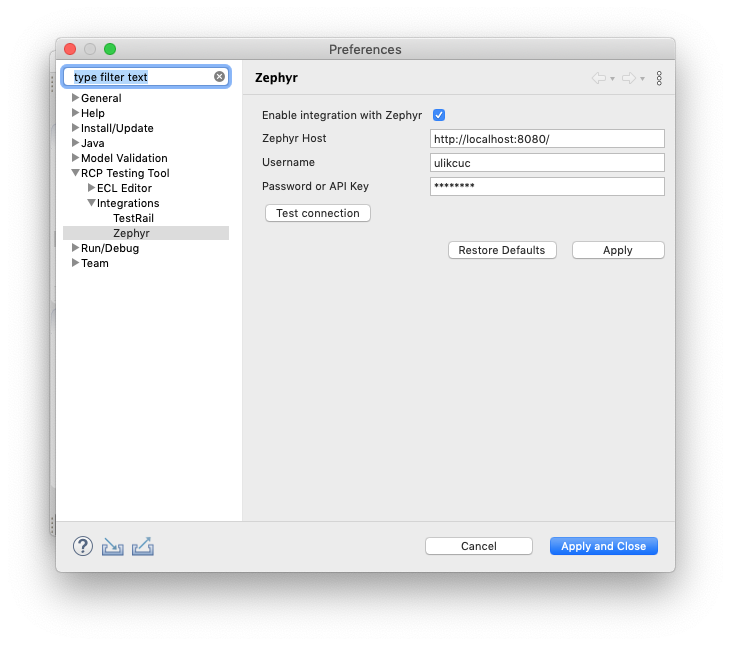 Preferences
type filter text
General
Help
Install/Update
Java
Model Validation
RCP Testing Tool
ECL Editor
Integrations
TestRail
Zephyr
Run/Debug
Team
Zephyr
Enable integration with Zephyr
Zephyr Host http://localhost:8080/
Username ulikcuc
Password or API Key ********
Test connection
Restore Defaults Apply
? Cancel Apply and Close